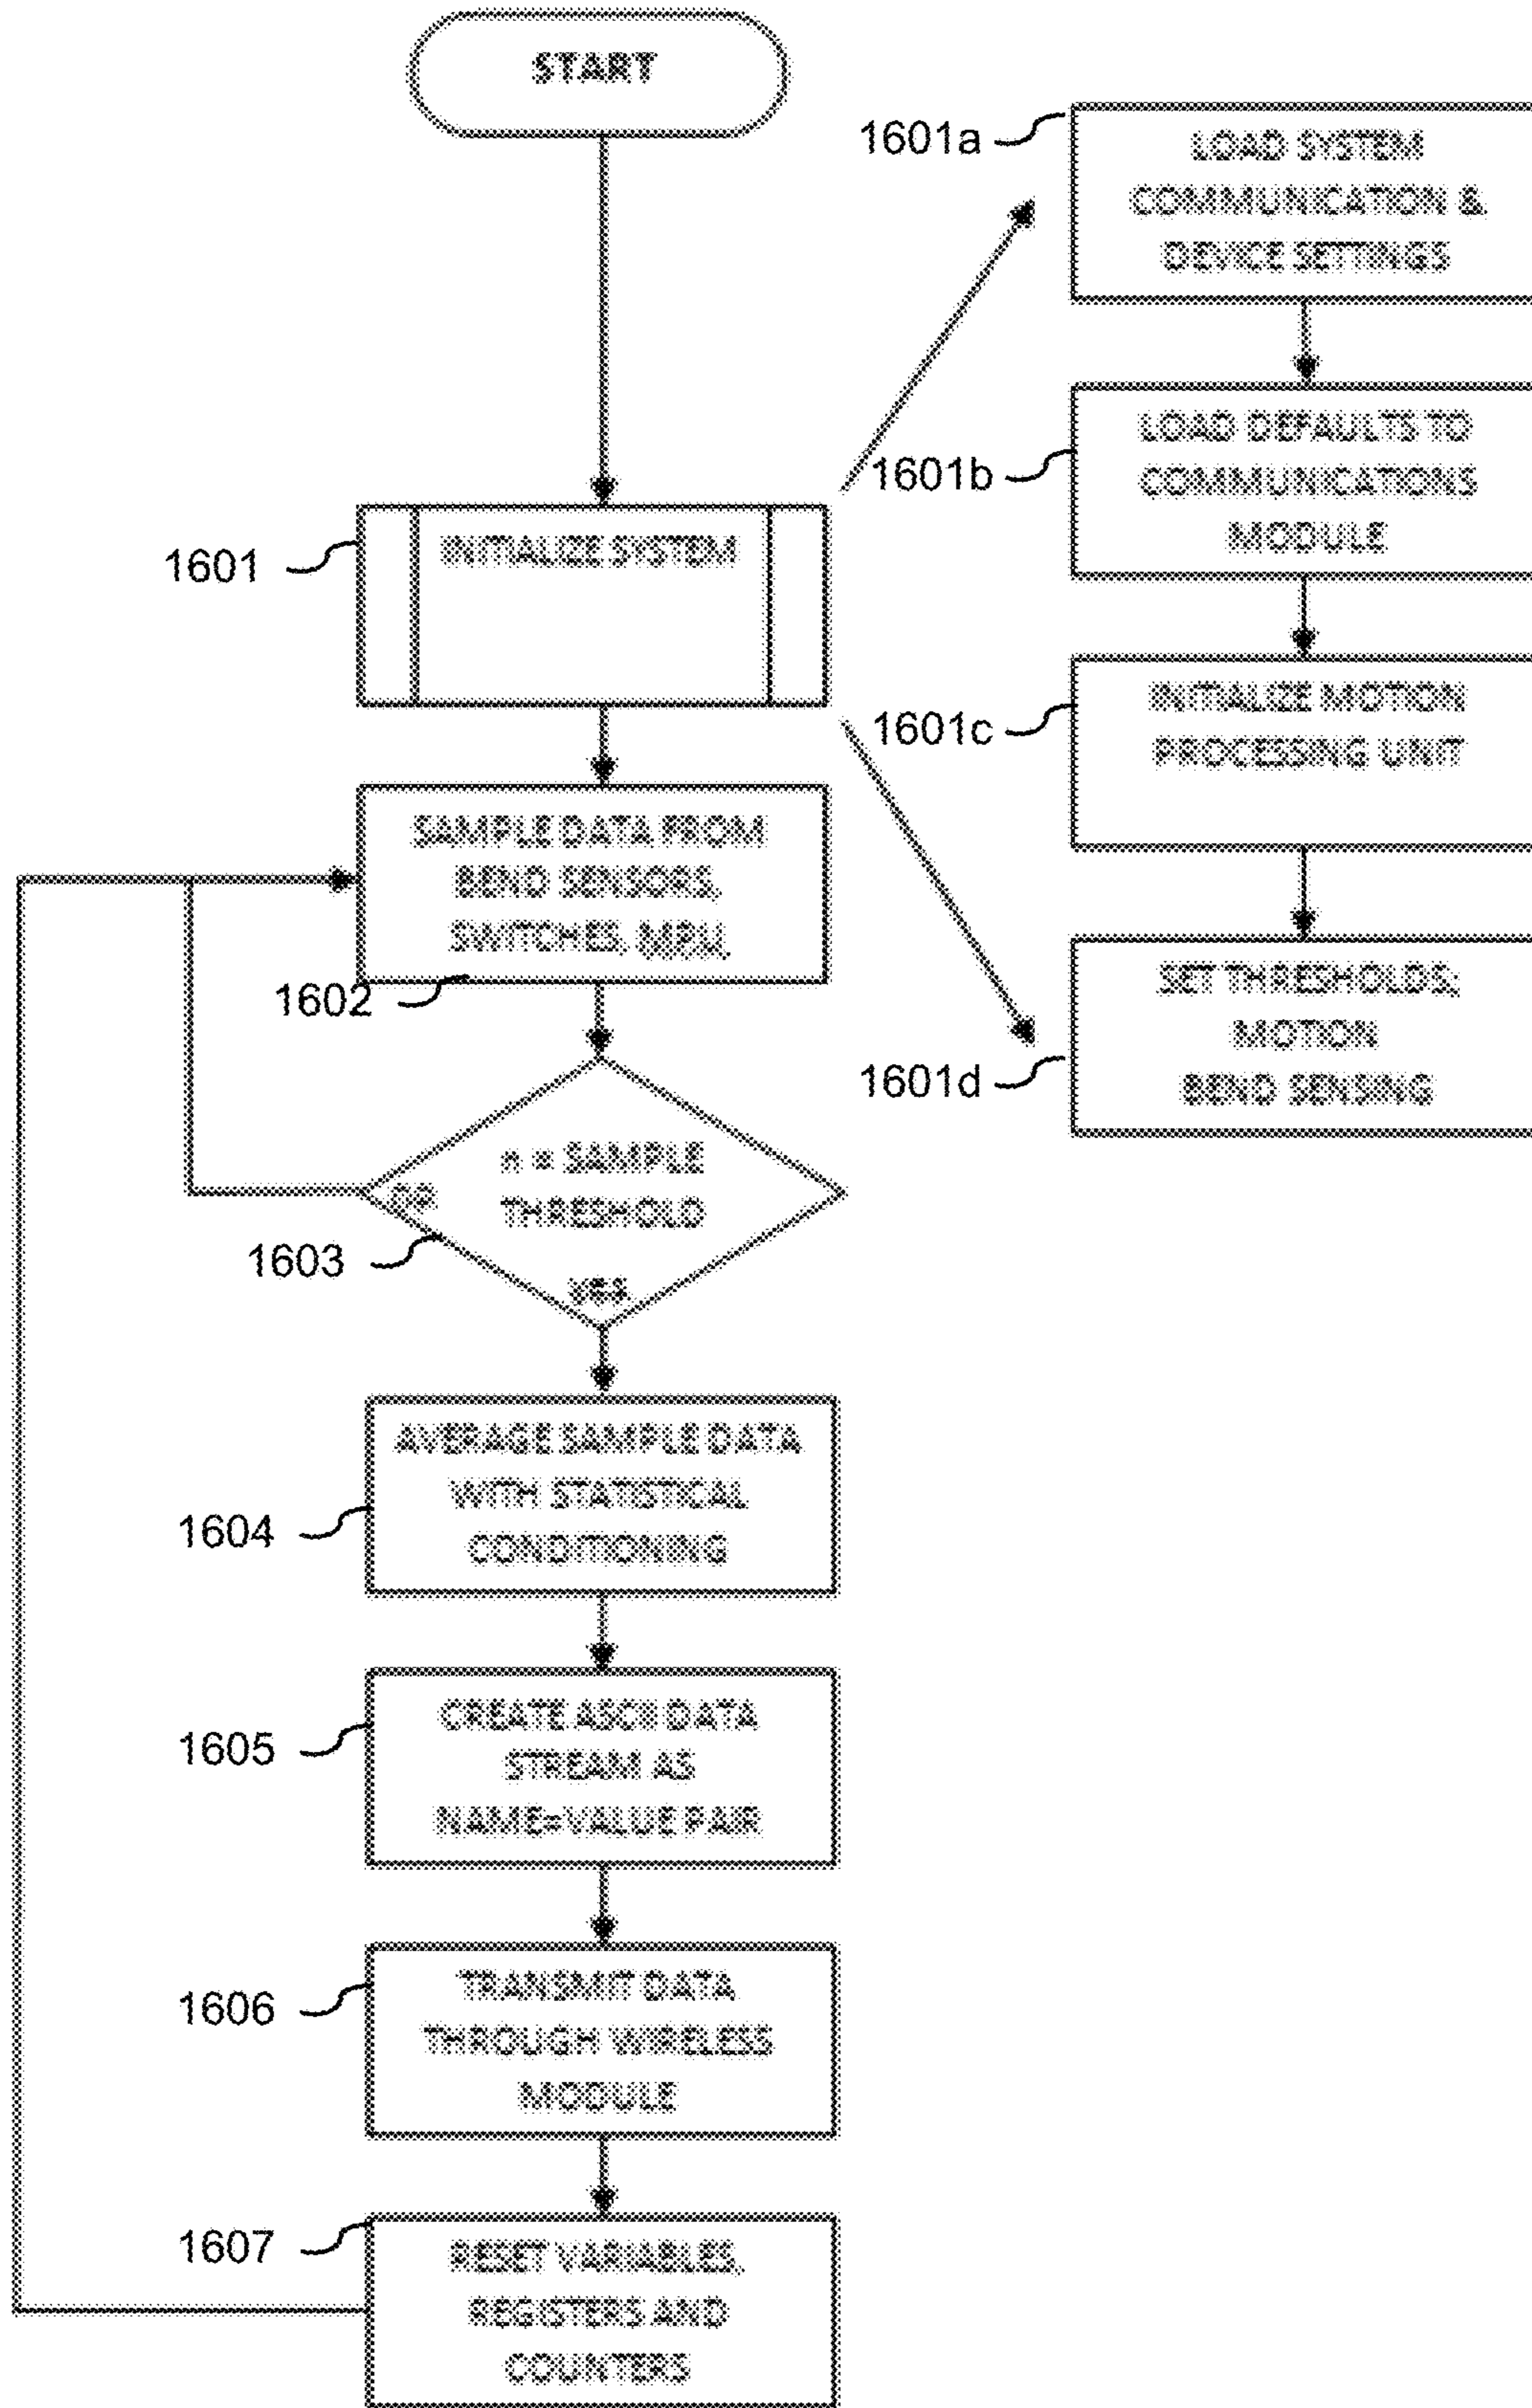 START
1601
INITIALIZE SYSTEM
1601a
LOAD SYSTEM
COMMUNICATION &
DEVICE SETTINGS
1601b
LOAD DEFAULTS TO
COMMUNICATIONS
MODULE
1601c
INITIALIZE MOTION
PROCESSING UNIT
1601d
SET THRESHOLDS;
MOTION
BEND SENSING
SAMPLE DATA FROM
BEND SENSORS,
SWITCHES, MPU,
1602
n = SAMPLE
THRESHOLD
no
yes
1603
1604
AVERAGE SAMPLE DATA
WITH STATISTICAL
CONDITIONING
1605
CREATE ASCII DATA
STREAM AS
NAME=VALUE PAIR
1606
TRANSMIT DATA
THROUGH WIRELESS
MODULE
1607
RESET VARIABLES,
REGISTERS AND
COUNTERS